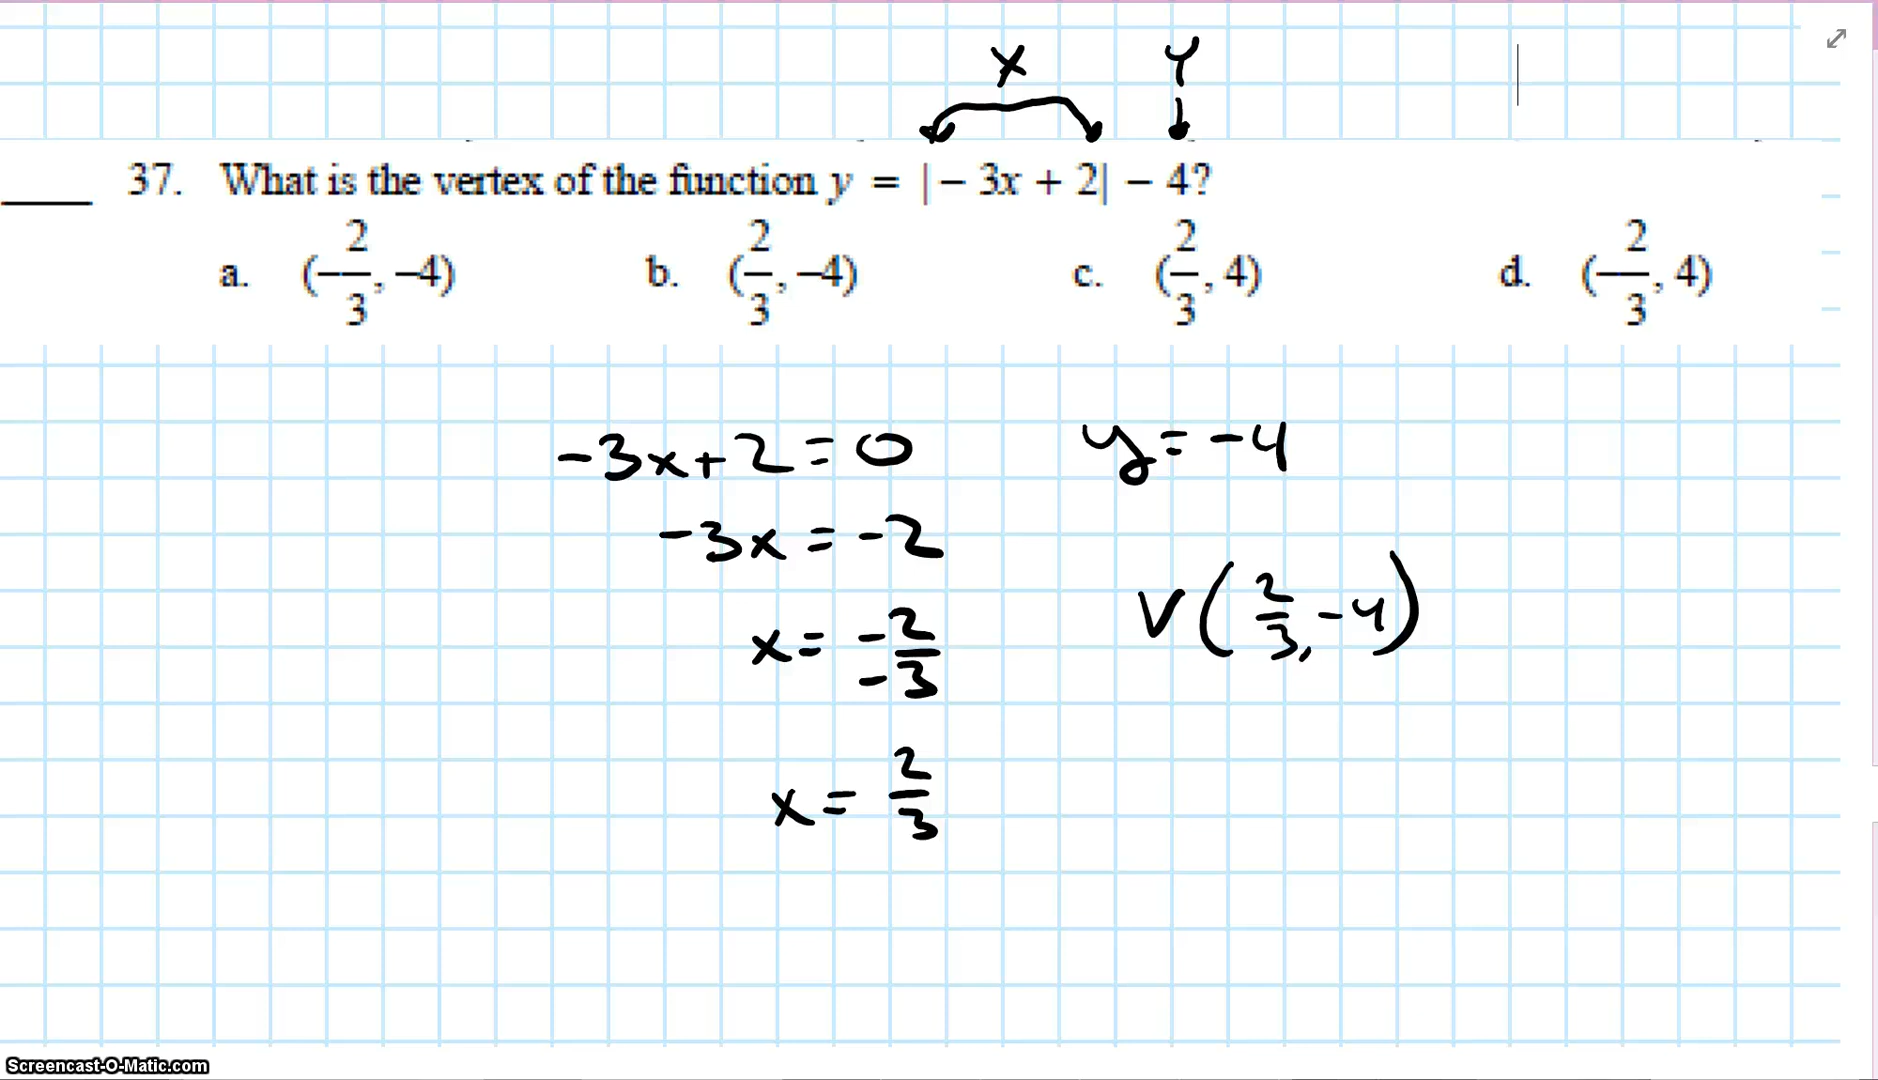 X Y
37. What is the vertex of the function y = |− 3x + 2| − 4?
a. (−2/3, −4) b. (2/3, −4) c. (2/3, 4) d. (−2/3, 4)
-3x+2=0 y=-4
-3x=-2
x=-2/-3 V(2/3,-4)
x=2/3
Screencast-O-Matic.com